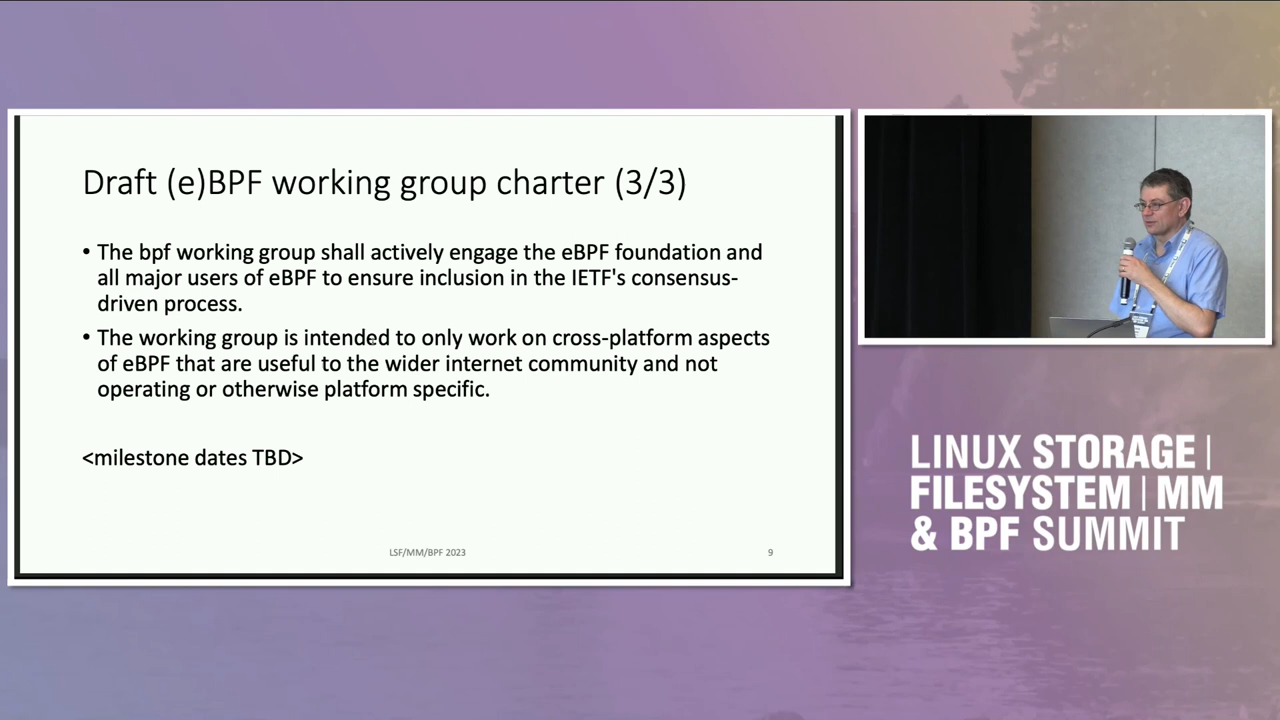 Draft (e)BPF working group charter (3/3)
• The bpf working group shall actively engage the eBPF foundation and
all major users of eBPF to ensure inclusion in the IETF's consensus-
driven process.
• The working group is intended to only work on cross-platform aspects
of eBPF that are useful to the wider internet community and not
operating or otherwise platform specific.
<milestone dates TBD>
LSF/MM/BPF 2023
9
LINUX STORAGE |
FILESYSTEM | MM
& BPF SUMMIT